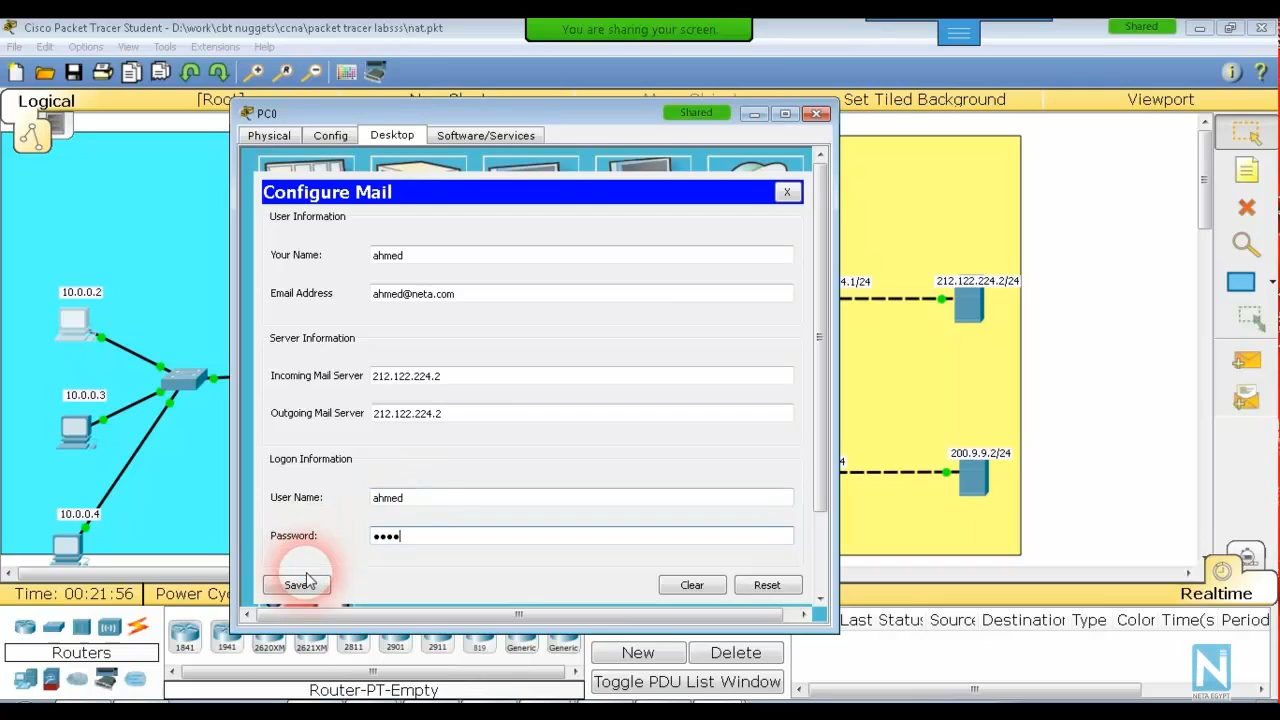 Cisco Packet Tracer Student - D:\work\cbt nuggets\ccna\packet tracer labsss\nat.pkt
You are sharing your screen.
Shared
File Edit Options View Tools Extensions Help
Logical
[Root]
Set Tiled Background
Viewport
PC0
Shared
Physical Config Desktop Software/Services
Configure Mail
X
User Information
Your Name: ahmed
Email Address ahmed@neta.com
Server Information
Incoming Mail Server 212.122.224.2
Outgoing Mail Server 212.122.224.2
Logon Information
User Name: ahmed
Password: ●●●●
Save Clear Reset
10.0.0.2
10.0.0.3
10.0.0.4
4.1/24
212.122.224.2/24
4
200.9.9.2/24
Time: 00:21:56
Power Cy
Realtime
Routers
1841 1941 2620XM 2621XM 2811 2901 2911 819 Generic Generic
Router-PT-Empty
New Delete
Toggle PDU List Window
Last Status Source Destination Type Color Time(s) Period
N
NETA EGYPT